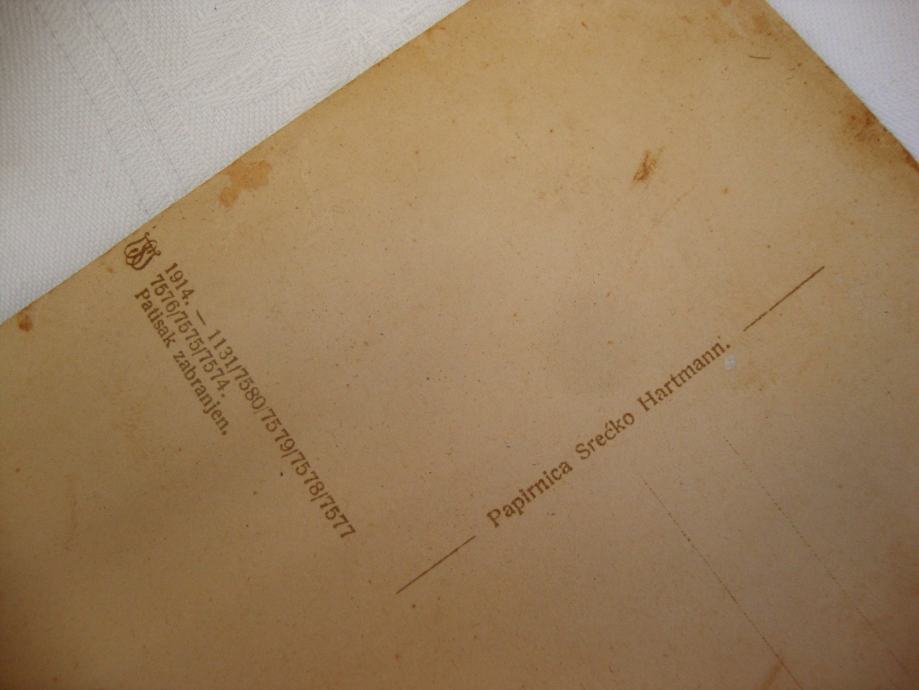 1914. — 1131/7580/7579/7578/7577
7576/7575/7574.
Patisak zabranjen.
Papirnica Srećko Hartmann.